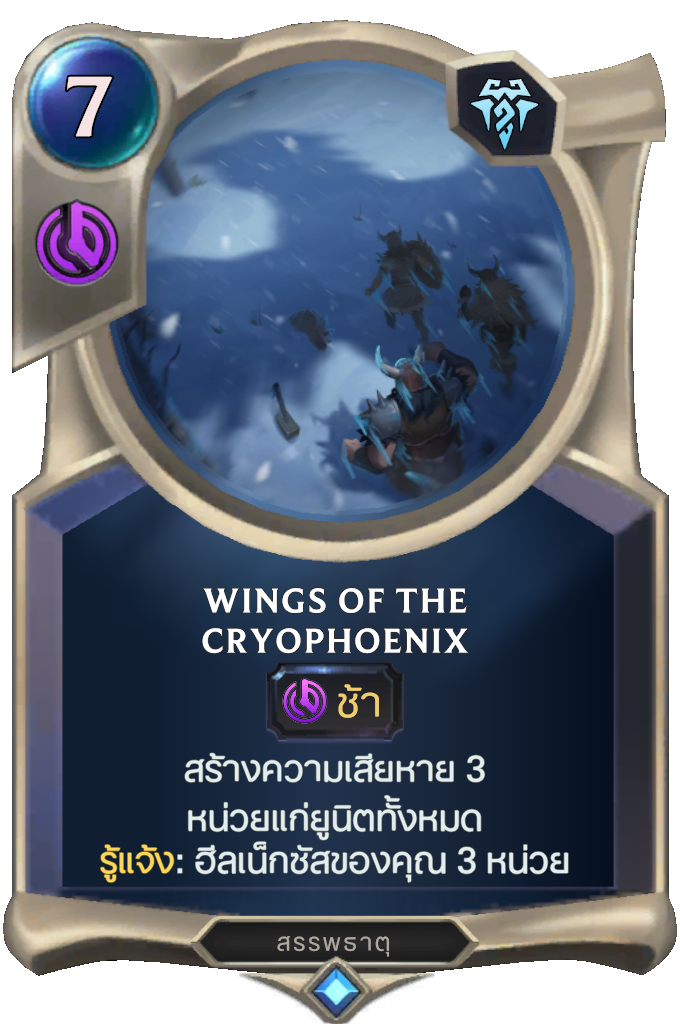 7
WINGS OF THE
CRYOPHOENIX
ช้า
สร้างความเสียหาย 3
หน่วยแก่ยูนิตทั้งหมด
รู้แจ้ง: ฮีลเน็กซัสของคุณ 3 หน่วย
สรรพธาตุ